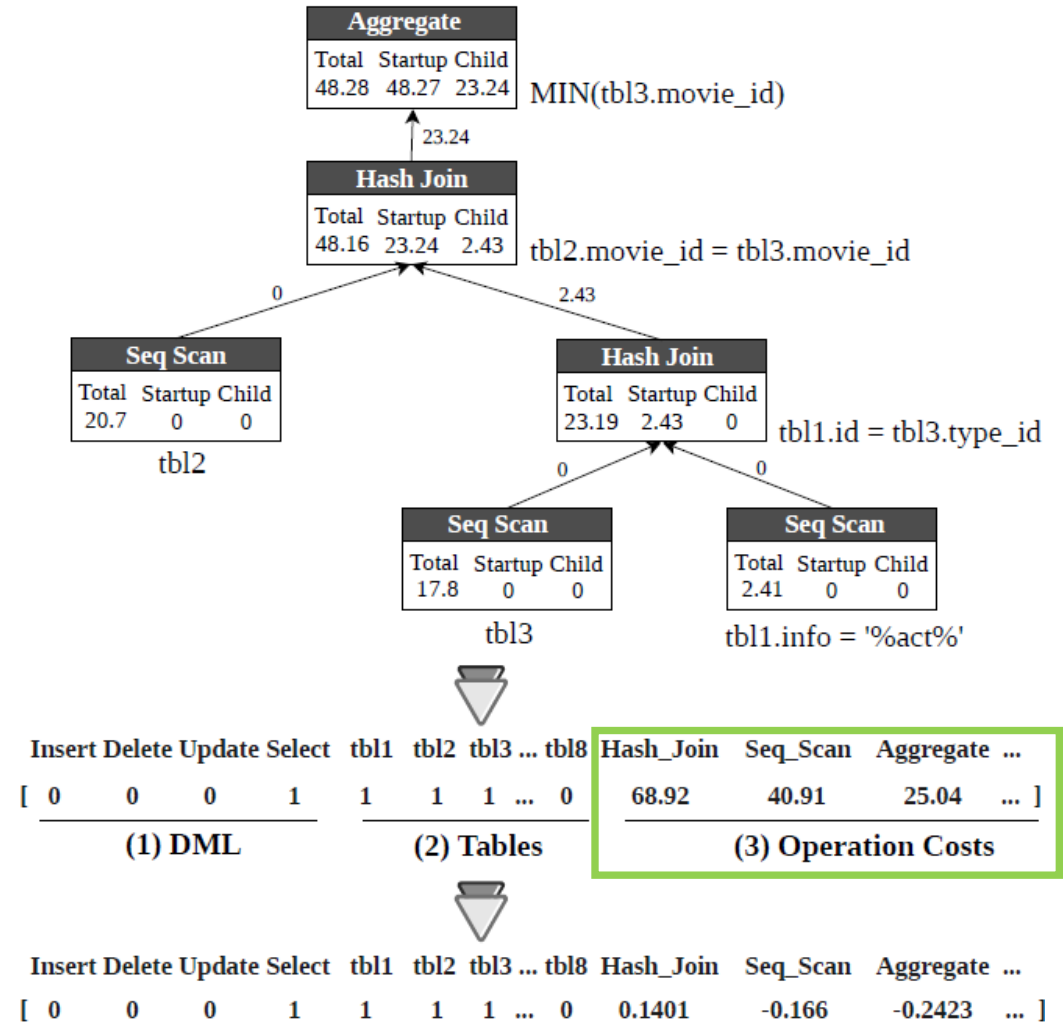 Aggregate
Total Startup Child
48.28 48.27 23.24
MIN(tbl3.movie_id)
23.24
Hash Join
Total Startup Child
48.16 23.24 2.43
tbl2.movie_id = tbl3.movie_id
0
2.43
Seq Scan
Total Startup Child
20.7 0 0
tbl2
Hash Join
Total Startup Child
23.19 2.43 0
tbl1.id = tbl3.type_id
0
0
Seq Scan
Total Startup Child
17.8 0 0
tbl3
Seq Scan
Total Startup Child
2.41 0 0
tbl1.info = '%act%'
Insert Delete Update Select tbl1 tbl2 tbl3 ... tbl8 Hash_Join Seq_Scan Aggregate ...
[ 0 0 0 1 1 1 1 ... 0 68.92 40.91 25.04 ... ]
(1) DML (2) Tables (3) Operation Costs
Insert Delete Update Select tbl1 tbl2 tbl3 ... tbl8 Hash_Join Seq_Scan Aggregate ...
[ 0 0 0 1 1 1 1 ... 0 0.1401 -0.166 -0.2423 ... ]